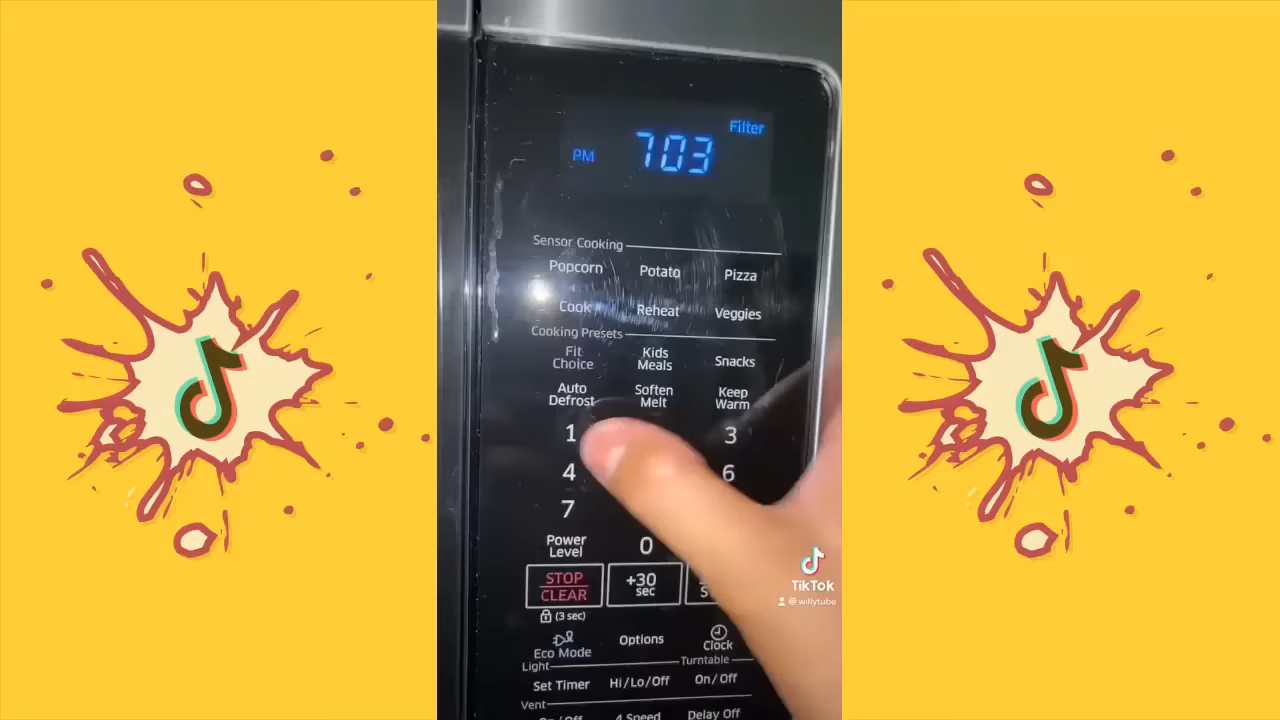 Filter
PM 703
Sensor Cooking
Popcorn Potato Pizza
Cook Reheat Veggies
Cooking Presets
Fit Choice Kids Meals Snacks
Auto Defrost Soften Melt Keep Warm
1 3
4 6
7
Power Level 0
STOP CLEAR +30 sec
(3 sec)
Eco Mode Options Clock
Light Turntable
Set Timer Hi/Lo/Off On/Off
Vent
On/Off 4 Speed Delay Off
TikTok
@willytube